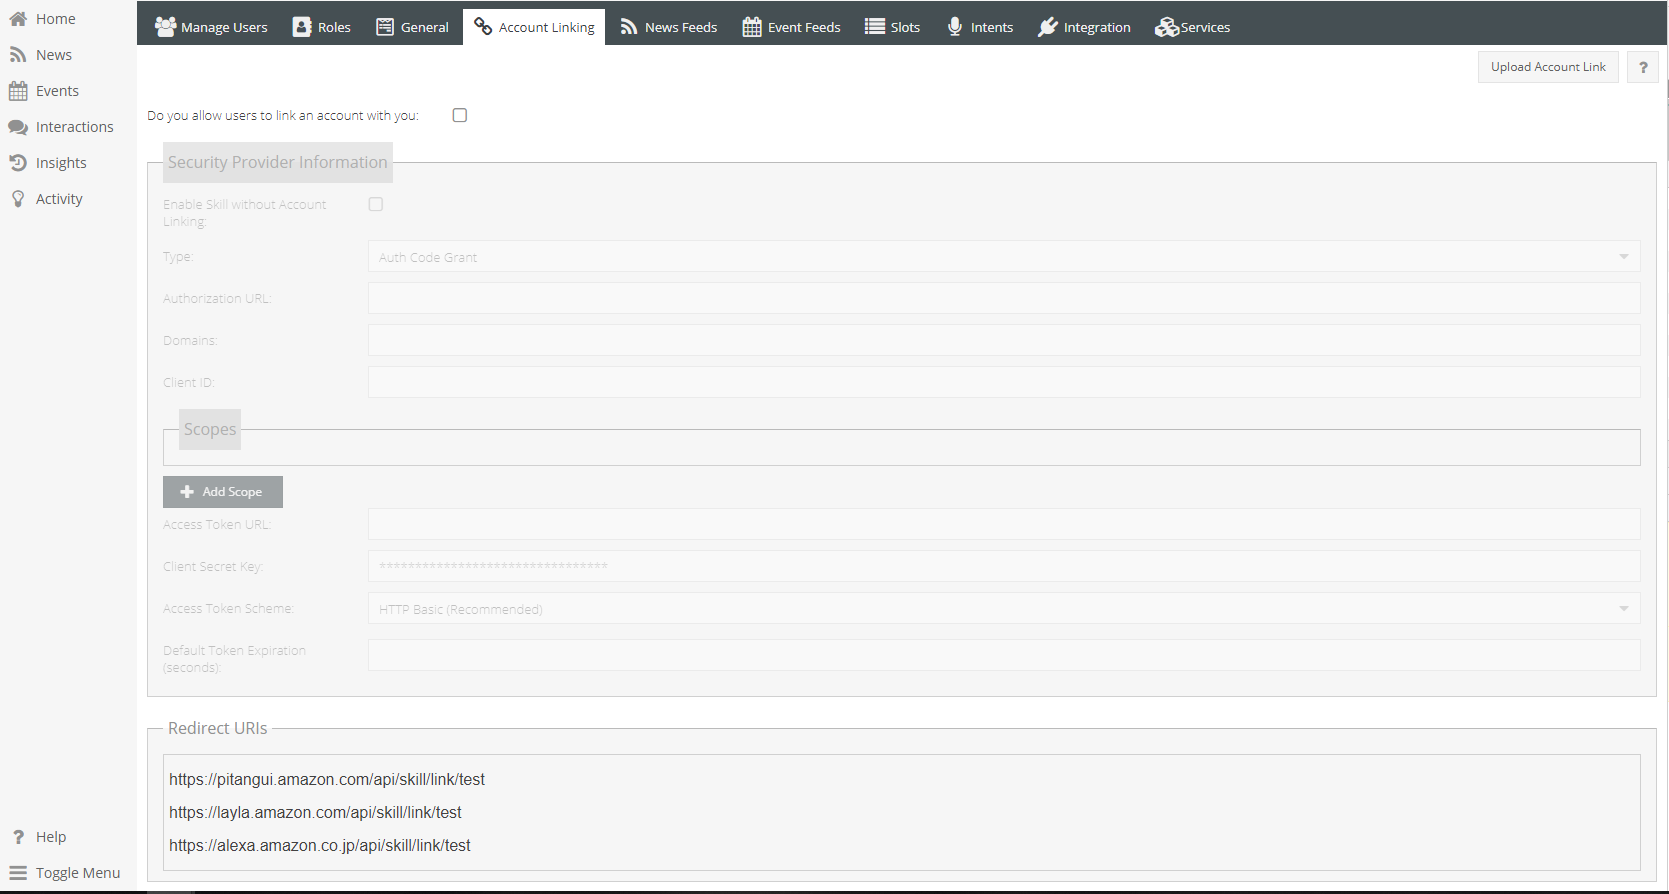 Home
News
Events
Interactions
Insights
Activity
Help
Toggle Menu
Manage Users
Roles
General
Account Linking
News Feeds
Event Feeds
Slots
Intents
Integration
Services
Upload Account Link
?
Do you allow users to link an account with you:
Security Provider Information
Enable Skill without Account
Linking:
Type:
Auth Code Grant
Authorization URL:
Domains:
Client ID:
Scopes
Add Scope
Access Token URL:
Client Secret Key:
********************************
Access Token Scheme:
HTTP Basic (Recommended)
Default Token Expiration
(seconds):
Redirect URIs
https://pitangui.amazon.com/api/skill/link/test
https://layla.amazon.com/api/skill/link/test
https://alexa.amazon.co.jp/api/skill/link/test